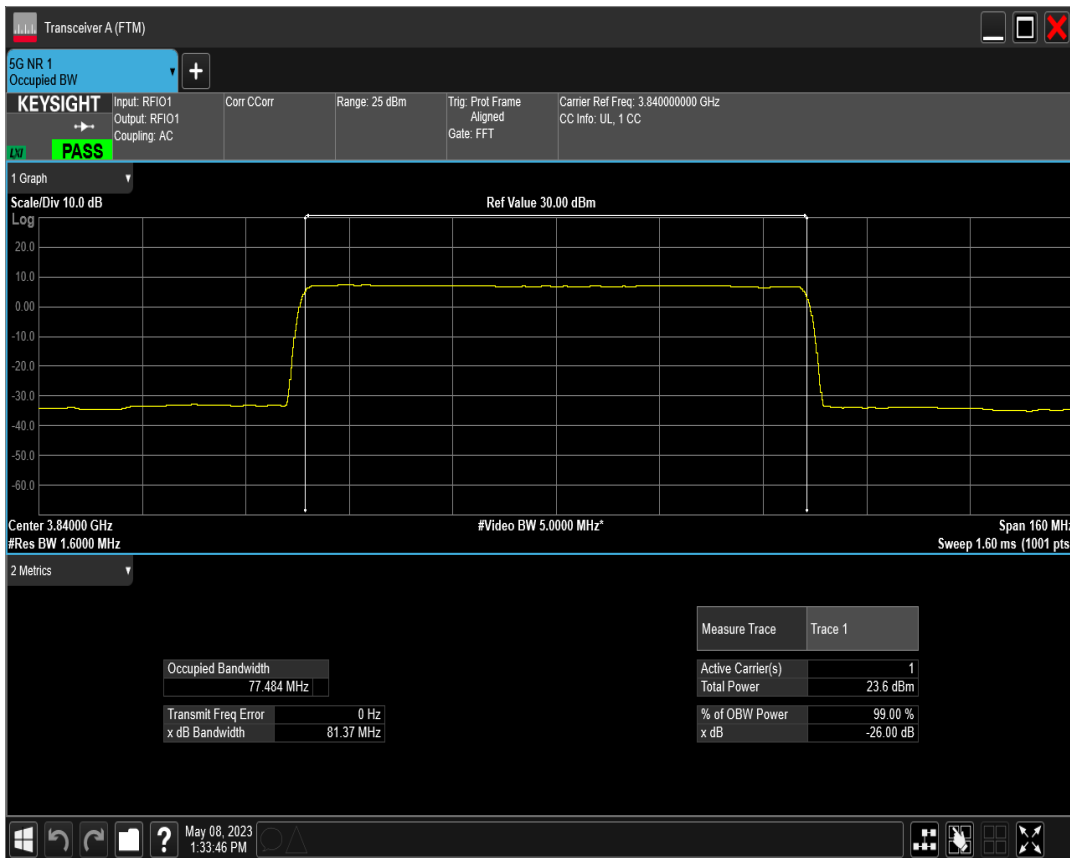 Transceiver A (FTM)
5G NR 1
Occupied BW
+
KEYSIGHT
LXI
PASS
Input: RFIO1
Output: RFIO1
Coupling: AC
Corr CCorr
Range: 25 dBm
Trig: Prot Frame
Aligned
Gate: FFT
Carrier Ref Freq: 3.840000000 GHz
CC Info: UL, 1 CC
1 Graph
Scale/Div 10.0 dB
Ref Value 30.00 dBm
Log
20.0
10.0
0.00
-10.0
-20.0
-30.0
-40.0
-50.0
-60.0
Center 3.84000 GHz
#Video BW 5.0000 MHz*
Span 160 MHz
#Res BW 1.6000 MHz
Sweep 1.60 ms (1001 pts
2 Metrics
Measure Trace Trace 1
Occupied Bandwidth
77.484 MHz
Active Carrier(s) 1
Total Power 23.6 dBm
Transmit Freq Error 0 Hz
x dB Bandwidth 81.37 MHz
% of OBW Power 99.00 %
x dB -26.00 dB
?
May 08, 2023
1:33:46 PM